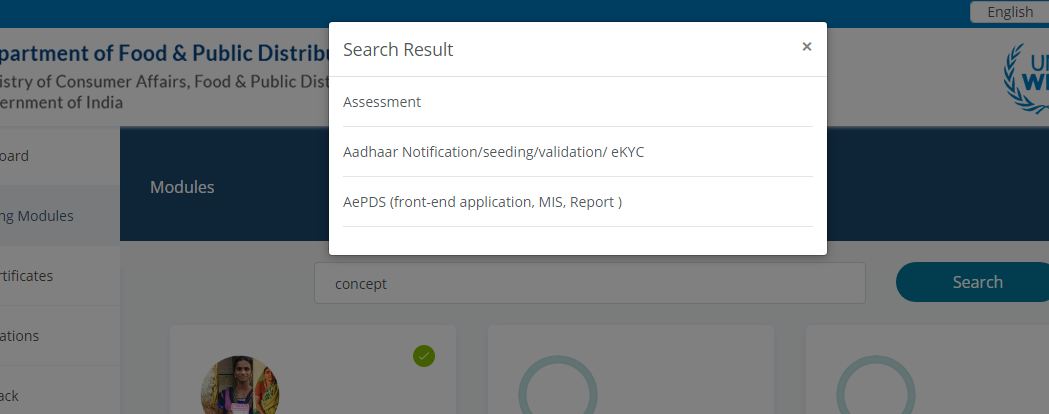 English
Search Result
×
partment of Food & Public Distribu
istry of Consumer Affairs, Food & Public Dist
ernment of India
UN
Assessment
Aadhaar Notification/seeding/validation/ eKYC
AePDS (front-end application, MIS, Report )
oard
ng Modules
rtificates
ations
ack
Modules
concept
Search